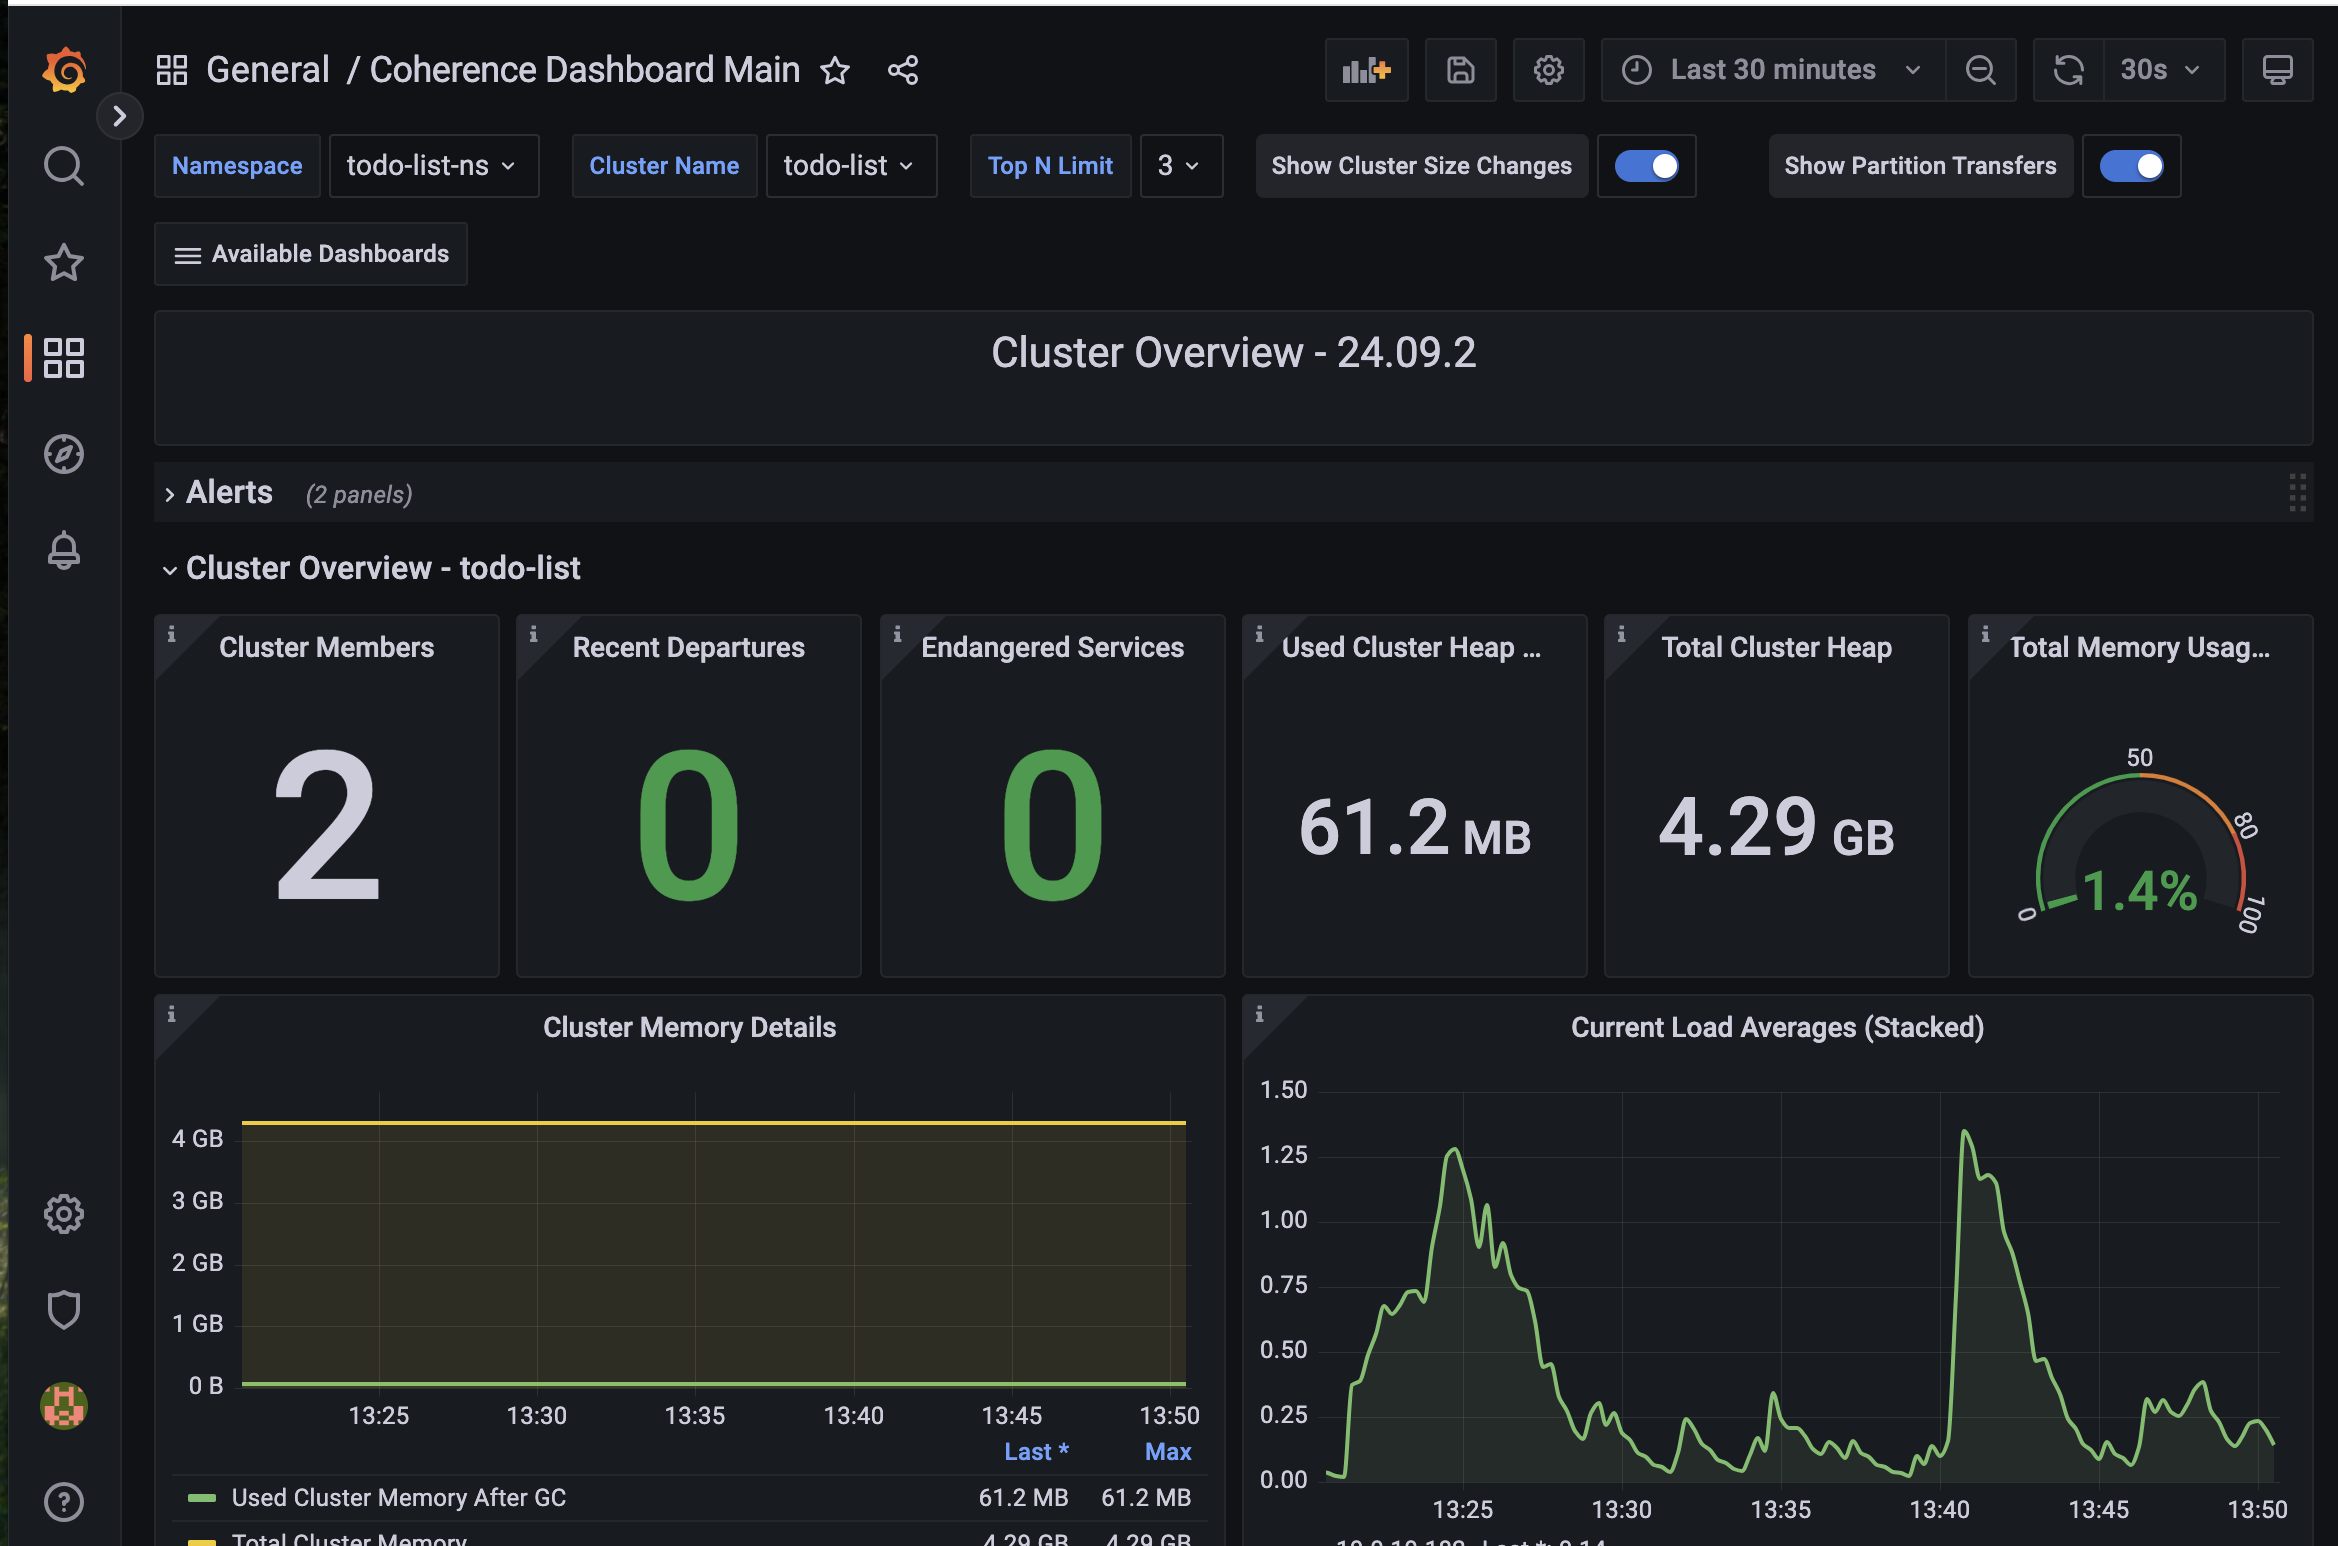 General / Coherence Dashboard Main
Last 30 minutes
30s
Namespace todo-list-ns Cluster Name todo-list Top N Limit 3 Show Cluster Size Changes Show Partition Transfers
Available Dashboards
Cluster Overview - 24.09.2
Alerts (2 panels)
Cluster Overview - todo-list
Cluster Members
2
Recent Departures
0
Endangered Services
0
Used Cluster Heap ...
61.2 MB
Total Cluster Heap
4.29 GB
Total Memory Usag...
0
50
80
100
1.4%
Cluster Memory Details
4 GB
3 GB
2 GB
1 GB
0 B
13:25 13:30 13:35 13:40 13:45 13:50
Last * Max
Used Cluster Memory After GC 61.2 MB 61.2 MB
Total Cluster Memory 4.29 GB 4.29 GB
Current Load Averages (Stacked)
1.50
1.25
1.00
0.75
0.50
0.25
0.00
13:25 13:30 13:35 13:40 13:45 13:50